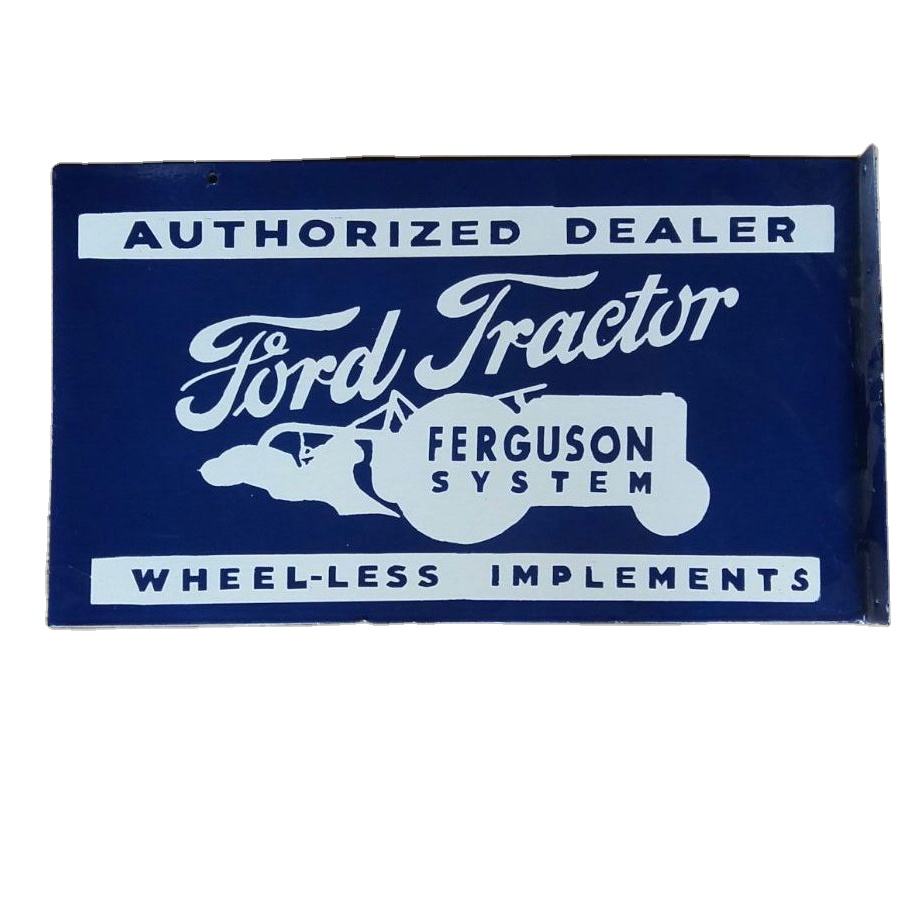 AUTHORIZED DEALER
Ford Tractor
FERGUSON
SYSTEM
WHEEL-LESS IMPLEMENTS